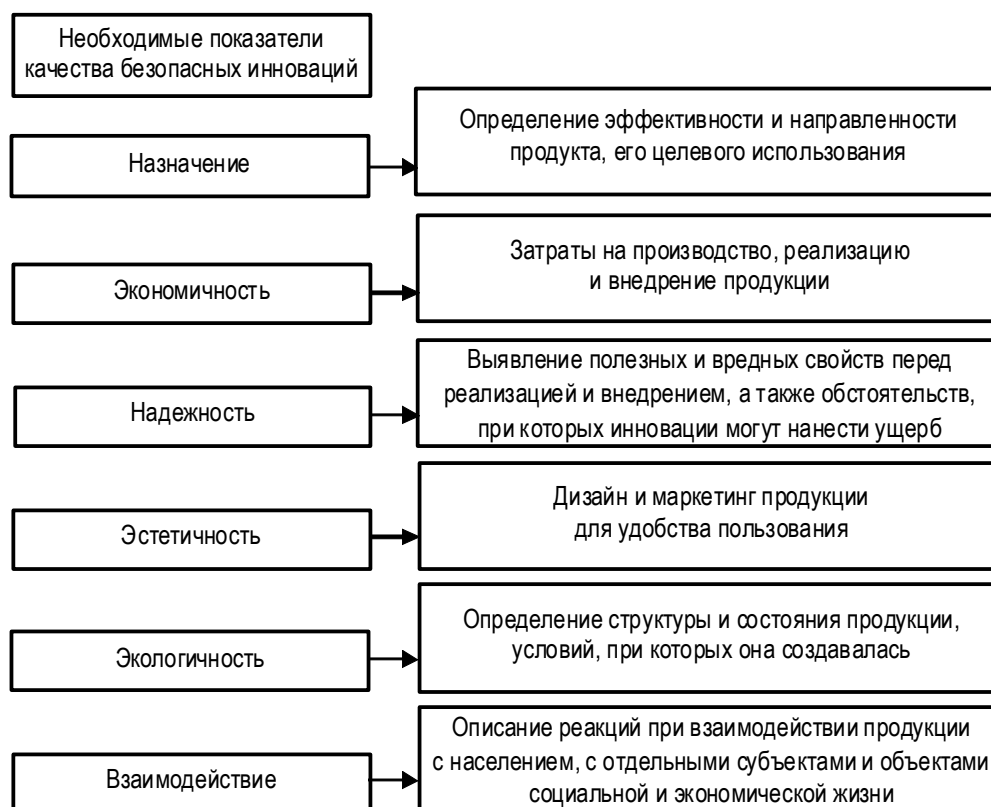 Необходимые показатели
качества безопасных инноваций
Назначение
Определение эффективности и направленности
продукта, его целевого использования
Экономичность
Затраты на производство, реализацию
и внедрение продукции
Надежность
Выявление полезных и вредных свойств перед
реализацией и внедрением, а также обстоятельств,
при которых инновации могут нанести ущерб
Эстетичность
Дизайн и маркетинг продукции
для удобства пользования
Экологичность
Определение структуры и состояния продукции,
условий, при которых она создавалась
Взаимодействие
Описание реакций при взаимодействии продукции
с населением, с отдельными субъектами и объектами
социальной и экономической жизни